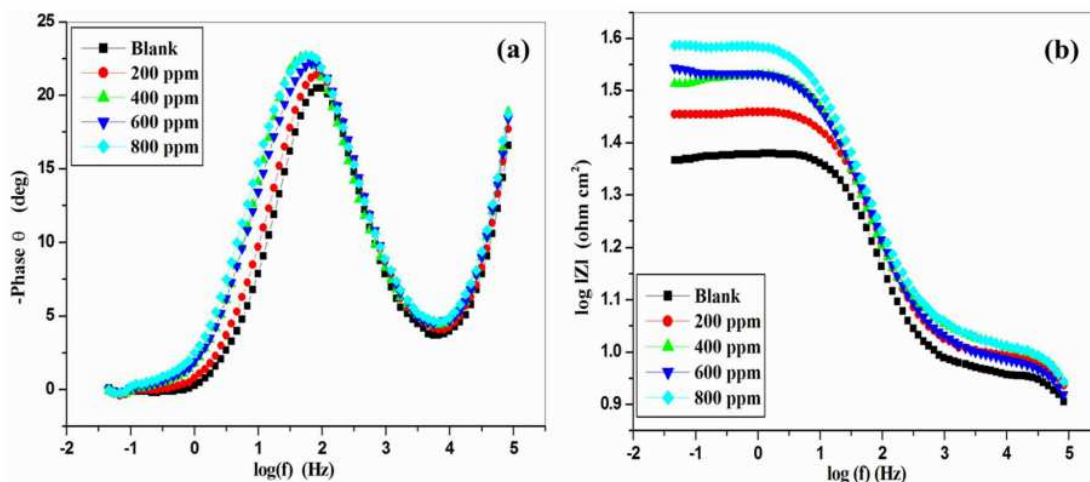 25
20
15
10
5
0
-Phase θ (deg)
Blank
200 ppm
400 ppm
600 ppm
800 ppm
(a)
-2 -1 0 1 2 3 4 5
log(f) (Hz)
1.6
1.5
1.4
1.3
1.2
1.1
1.0
0.9
log |Z| (ohm cm²)
(b)
Blank
200 ppm
400 ppm
600 ppm
800 ppm
-2 -1 0 1 2 3 4 5
log (f) (Hz)